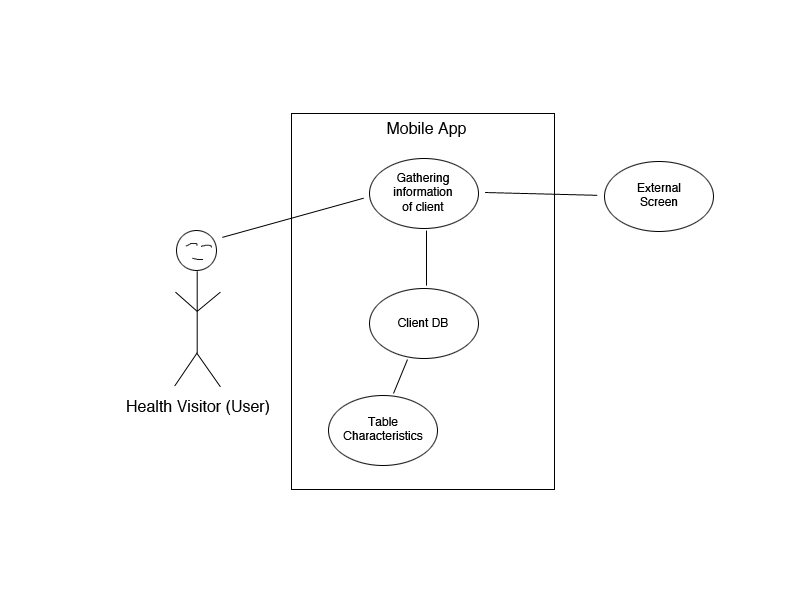 Mobile App
Gathering
information
of client
External
Screen
Client DB
Health Visitor (User)
Table
Characteristics